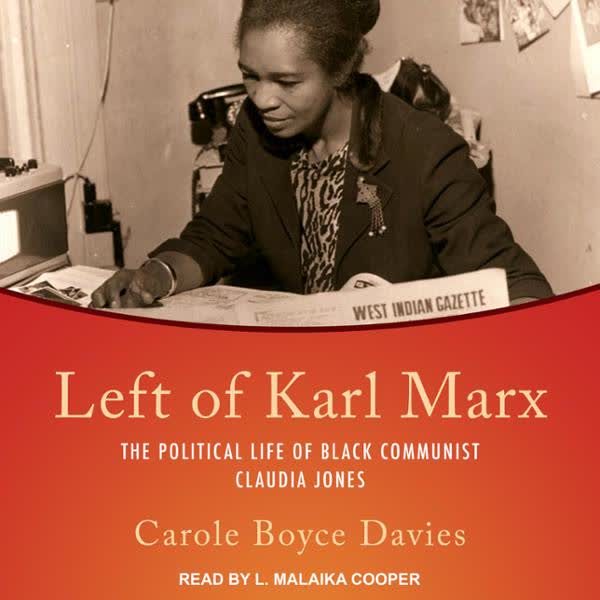 WEST INDIAN GAZETTE
Left of Karl Marx
THE POLITICAL LIFE OF BLACK COMMUNIST
CLAUDIA JONES
Carole Boyce Davies
READ BY L. MALAIKA COOPER